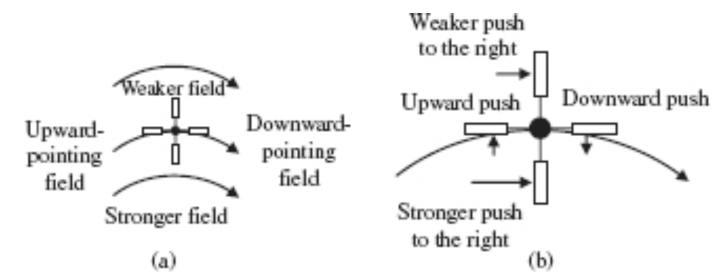 Weaker field
Upward-
pointing
field
Downward-
pointing
field
Stronger field
(a)
Weaker push
to the right
Upward push
Downward push
Stronger push
to the right
(b)